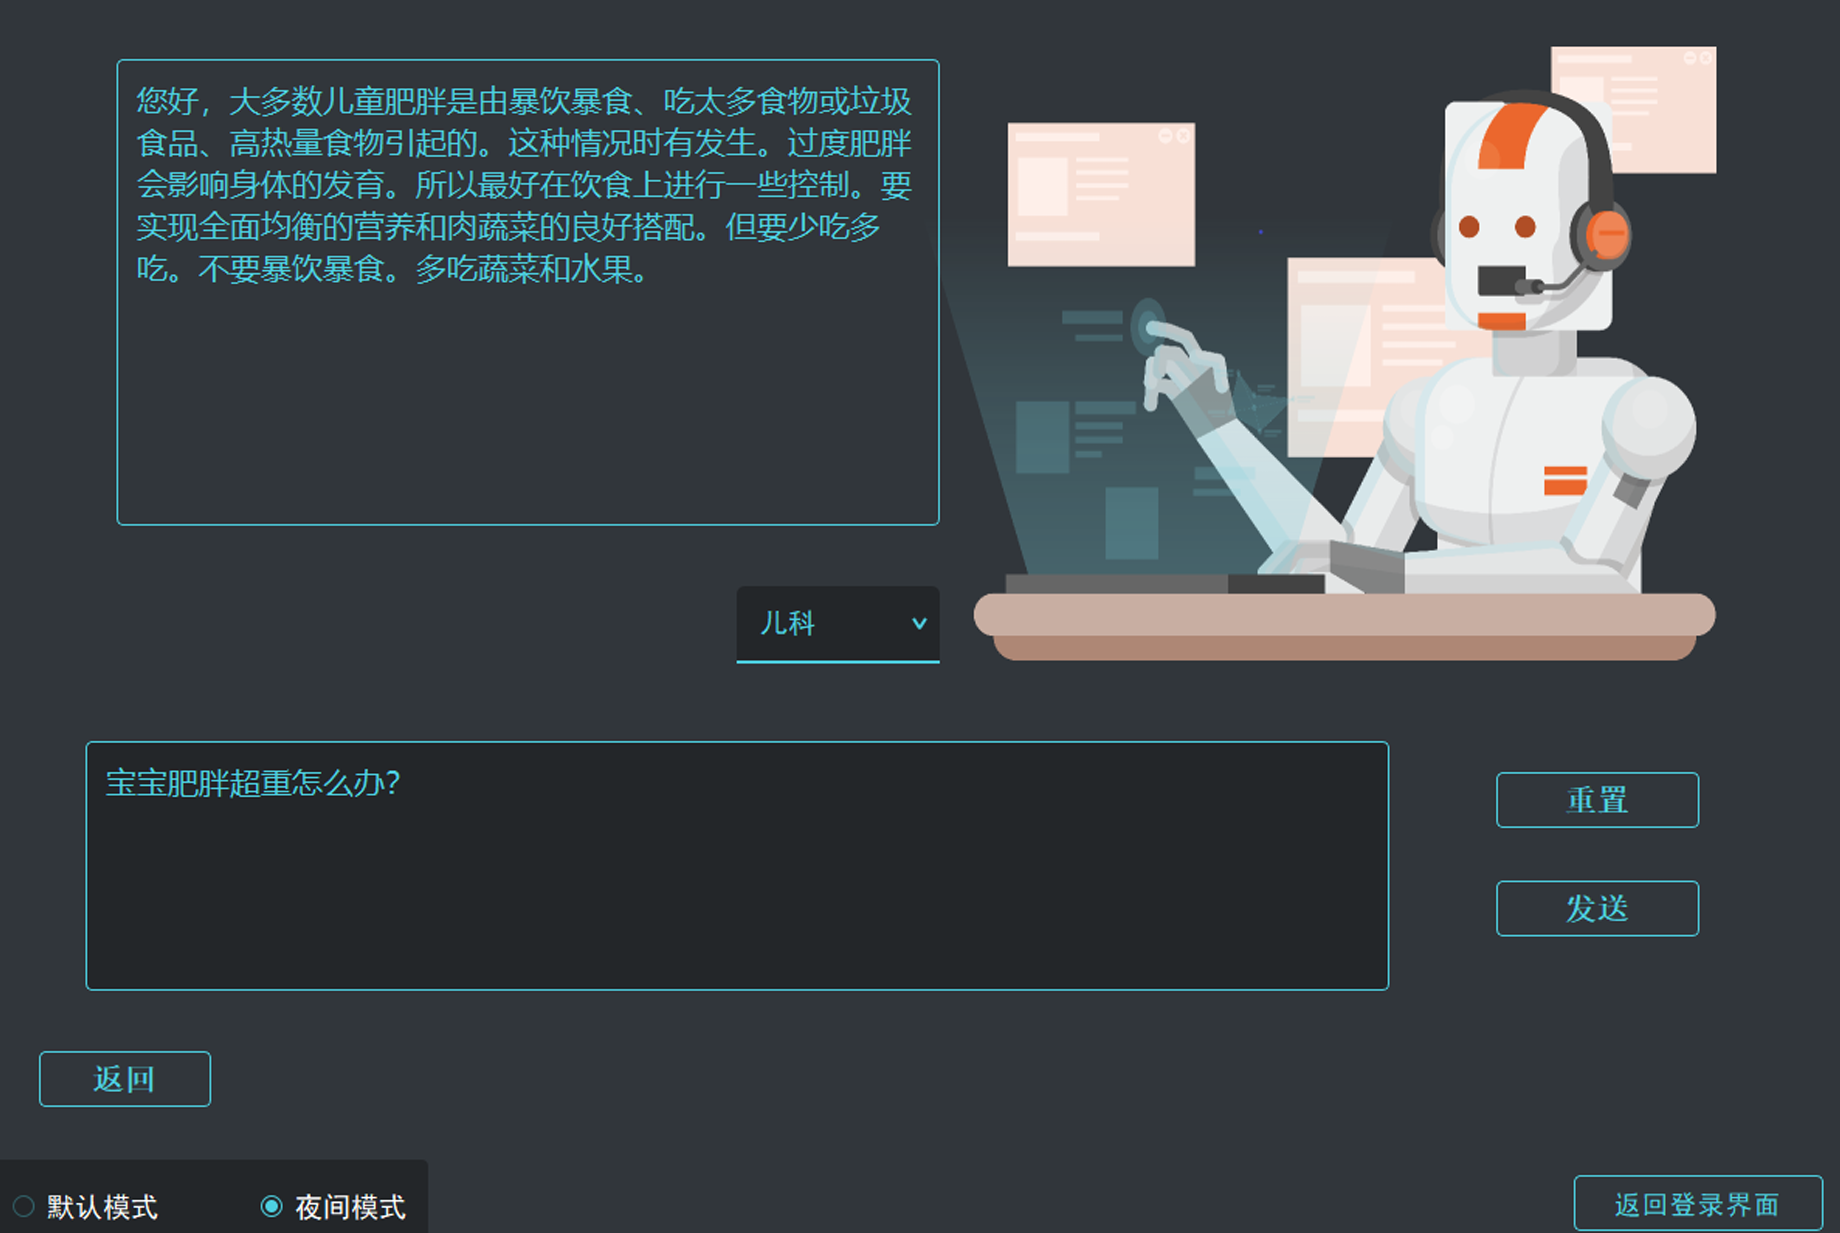 您好，大多数儿童肥胖是由暴饮暴食、吃太多食物或垃圾
食品、高热量食物引起的。这种情况时有发生。过度肥胖
会影响身体的发育。所以最好在饮食上进行一些控制。要
实现全面均衡的营养和肉蔬菜的良好搭配。但要少吃多
吃。不要暴饮暴食。多吃蔬菜和水果。
儿科
宝宝肥胖超重怎么办？
重置
发送
返回
默认模式
夜间模式
返回登录界面